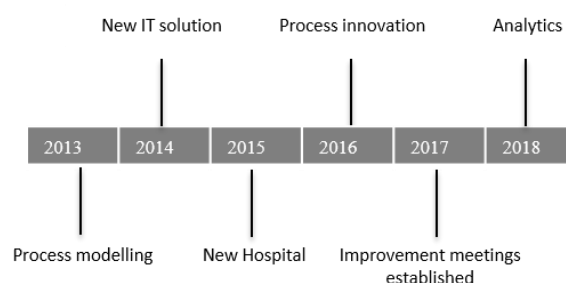 New IT solution Process innovation Analytics
2013 2014 2015 2016 2017 2018
Process modelling New Hospital Improvement meetings
established